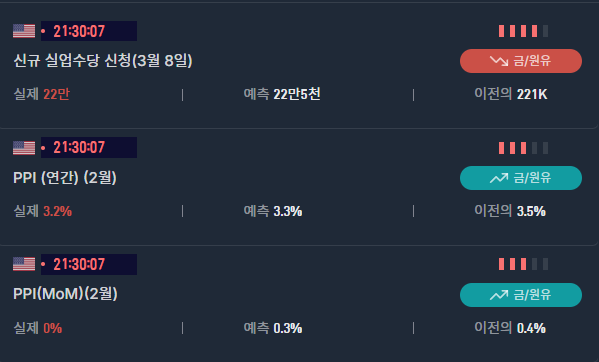 21:30:07
신규 실업수당 신청(3월 8일)
금/원유
실제 22만 | 예측 22만5천 | 이전의 221K
21:30:07
PPI (연간) (2월)
금/원유
실제 3.2% | 예측 3.3% | 이전의 3.5%
21:30:07
PPI(MoM)(2월)
금/원유
실제 0% | 예측 0.3% | 이전의 0.4%